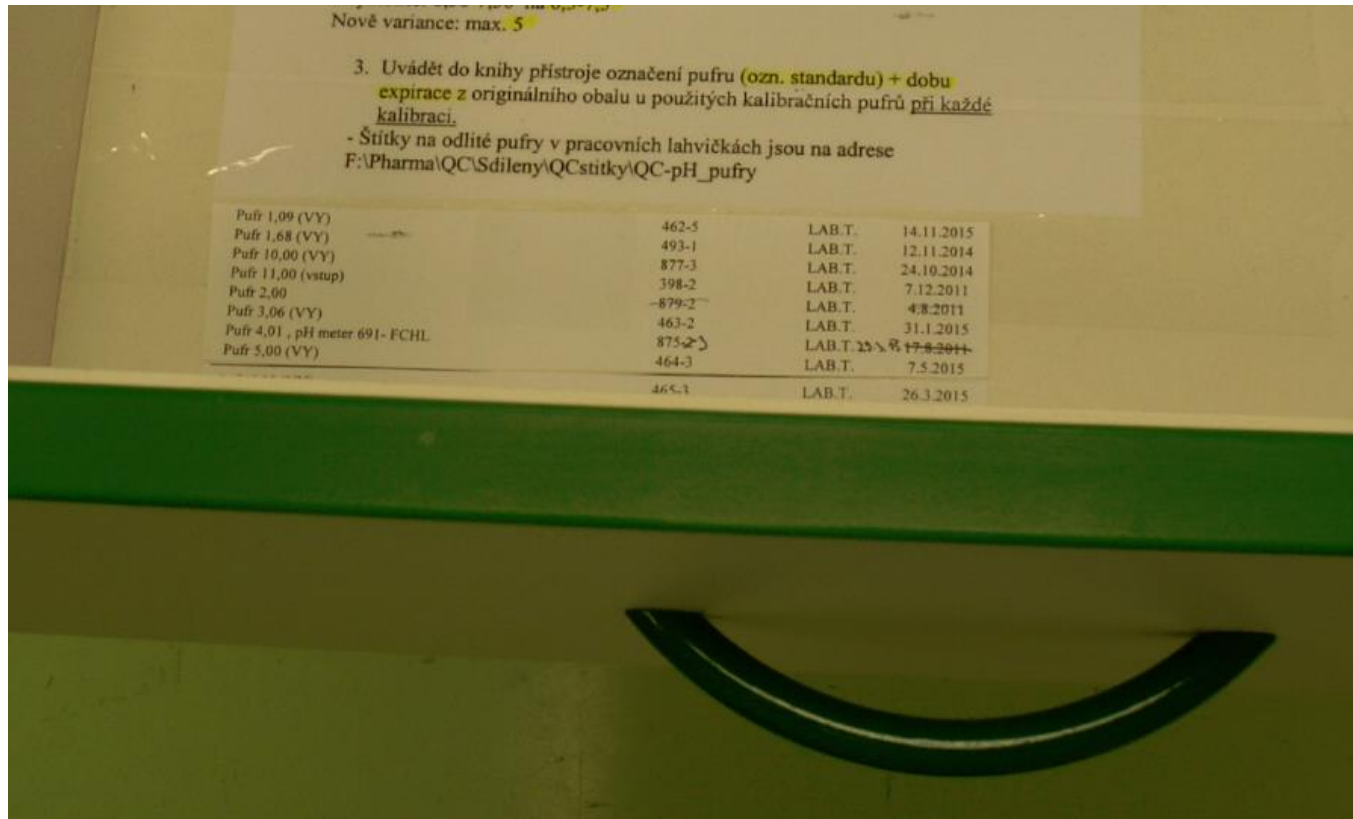 Nově variance: max. 5
3. Uvádět do knihy přístroje označení pufru (ozn. standardu) + dobu
expirace z originálního obalu u použitých kalibračních pufrů při každé
kalibraci.
- Štítky na odlité pufry v pracovních lahvičkách jsou na adrese
F:\Pharma\QC\Sdileny\QCstitky\QC-pH_pufry
Pufr 1,09 (VY) 462-5 LAB.T. 14.11.2015
Pufr 1,68 (VY) 493-1 LAB.T. 12.11.2014
Pufr 10,00 (VY) 877-3 LAB.T. 24.10.2014
Pufr 11,00 (vstup) 398-2 LAB.T. 7.12.2011
Pufr 2,00 879-2 LAB.T. 4.8.2011
Pufr 3,06 (VY) 463-2 LAB.T. 31.1.2015
Pufr 4,01 , pH meter 691- FCHL 875- LAB.T. 17.8.2011
Pufr 5,00 (VY) 464-3 LAB.T. 7.5.2015
465-1 LAB.T. 26.3.2015